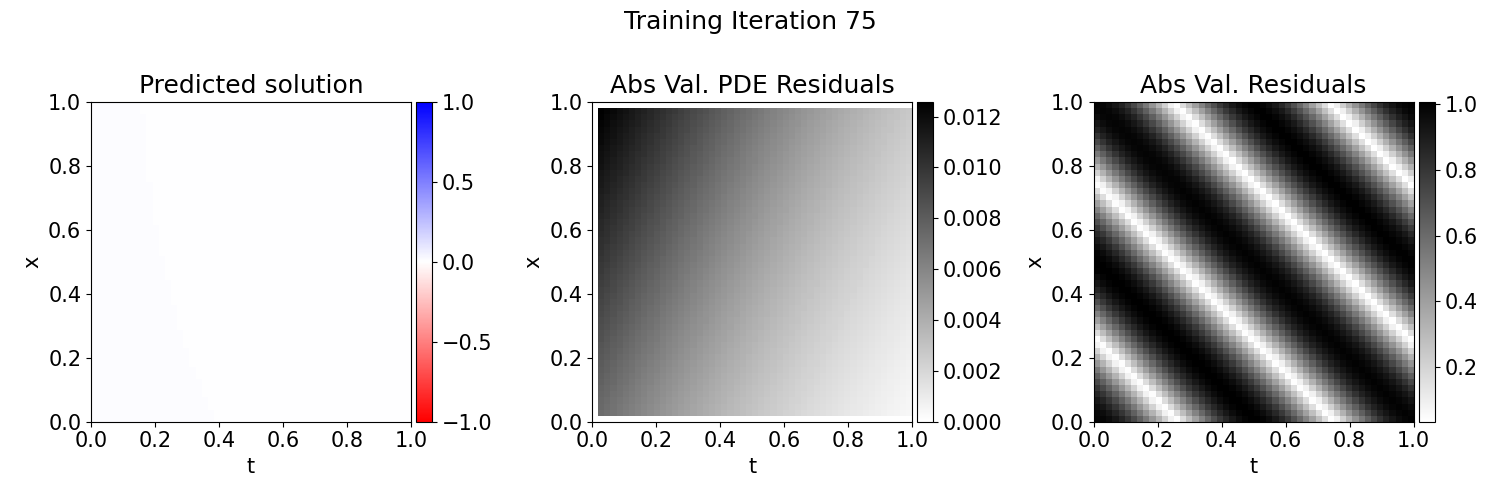 Training Iteration 75
Predicted solution
1.0
0.8
0.6
0.4
0.2
0.0
x
0.0 0.2 0.4 0.6 0.8 1.0
t
1.0
0.5
0.0
−0.5
−1.0
Abs Val. PDE Residuals
1.0
0.8
0.6
0.4
0.2
0.0
x
0.0 0.2 0.4 0.6 0.8 1.0
t
0.012
0.010
0.008
0.006
0.004
0.002
0.000
Abs Val. Residuals
1.0
0.8
0.6
0.4
0.2
0.0
x
0.0 0.2 0.4 0.6 0.8 1.0
t
1.0
0.8
0.6
0.4
0.2